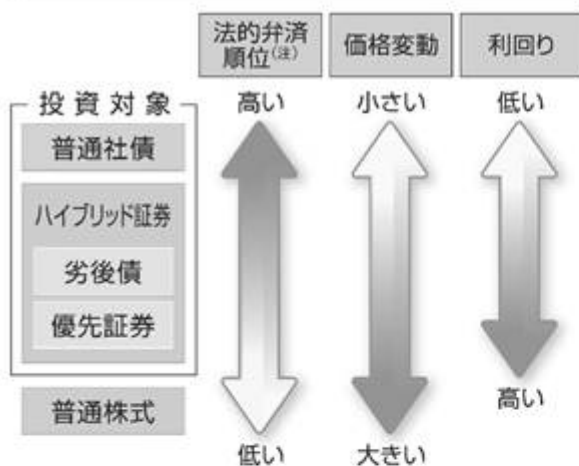 法的弁済
順位(注)
価格変動
利回り
高い
小さい
低い
投資対象
普通社債
ハイブリッド証券
劣後債
優先証券
普通株式
高い
低い
大きい